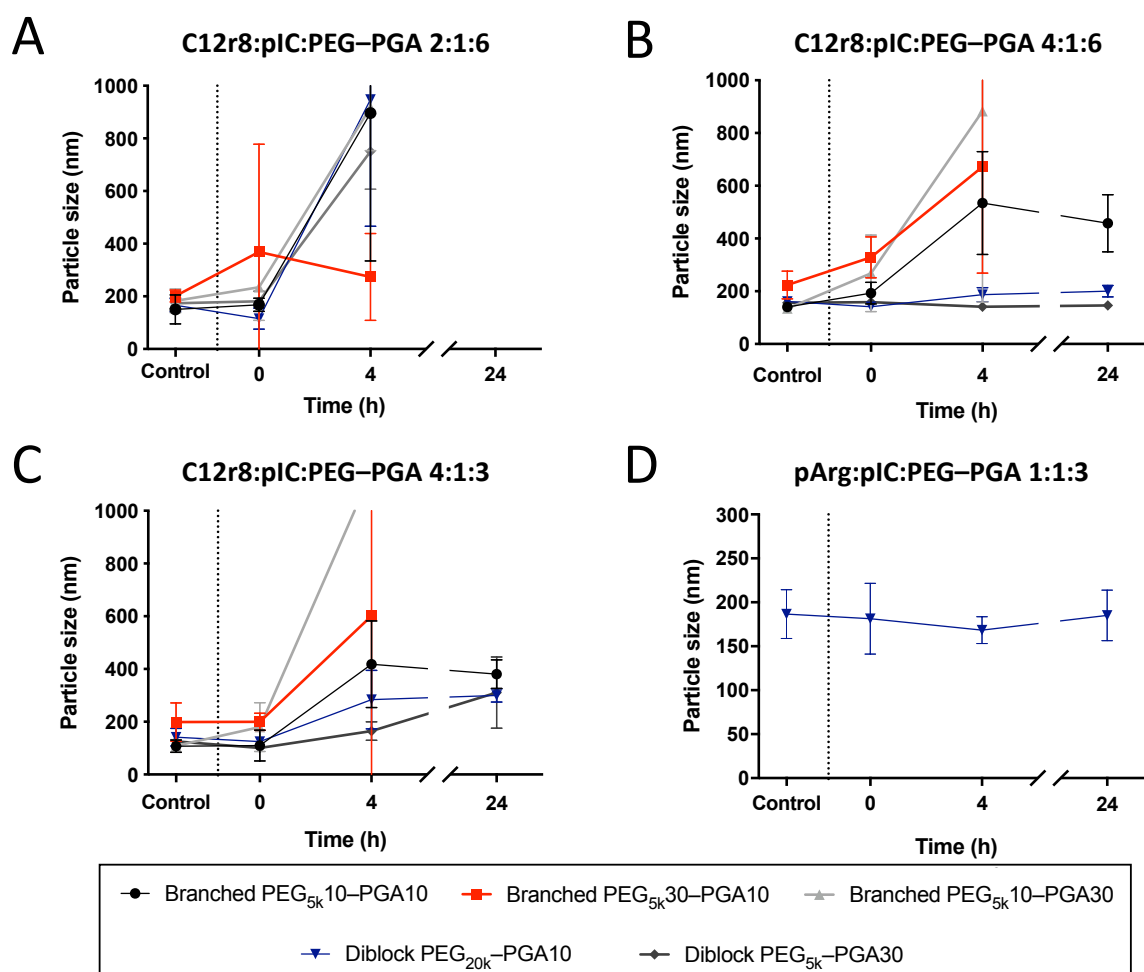 A
C12r8:pIC:PEG–PGA 2:1:6
Particle size (nm)
1000
800
600
400
200
0
Control
0
4
24
Time (h)
B
C12r8:pIC:PEG–PGA 4:1:6
Particle size (nm)
1000
800
600
400
200
0
Control
0
4
24
Time (h)
C
C12r8:pIC:PEG–PGA 4:1:3
Particle size (nm)
1000
800
600
400
200
0
Control
0
4
24
Time (h)
D
pArg:pIC:PEG–PGA 1:1:3
Particle size (nm)
300
250
200
150
100
50
0
Control
0
4
24
Time (h)
Branched PEG5k10–PGA10
Branched PEG5k30–PGA10
Branched PEG5k10–PGA30
Diblock PEG20k–PGA10
Diblock PEG5k–PGA30